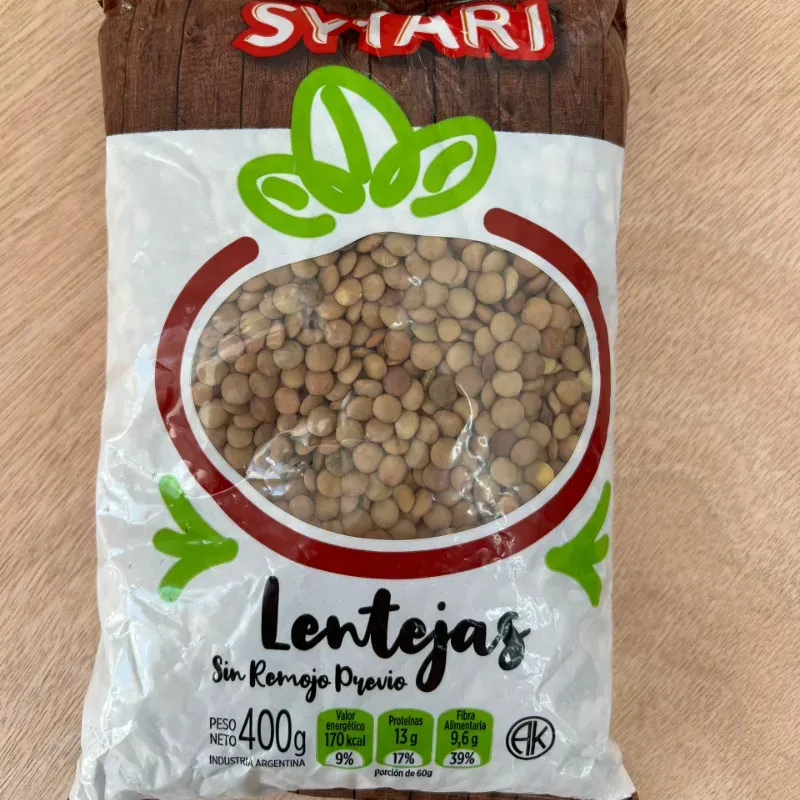 SYTARI
Lentejas
Sin Remojo Previo
PESO NETO 400g
INDUSTRIA ARGENTINA
Valor energético 170 kcal 9%
Proteínas 13 g 17%
Fibra Alimentaria 9,6 g 39%
Porción de 60g
AK